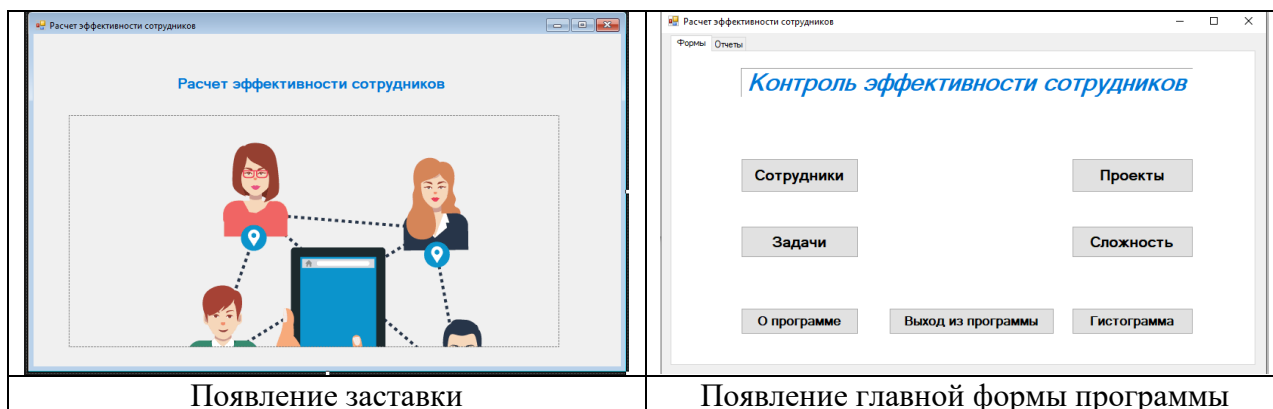 Расчет эффективности сотрудников
Расчет эффективности сотрудников
Появление заставки
Расчет эффективности сотрудников
Формы Отчеты
Контроль эффективности сотрудников
Сотрудники Проекты
Задачи Сложность
О программе Выход из программы Гистограмма
Появление главной формы программы